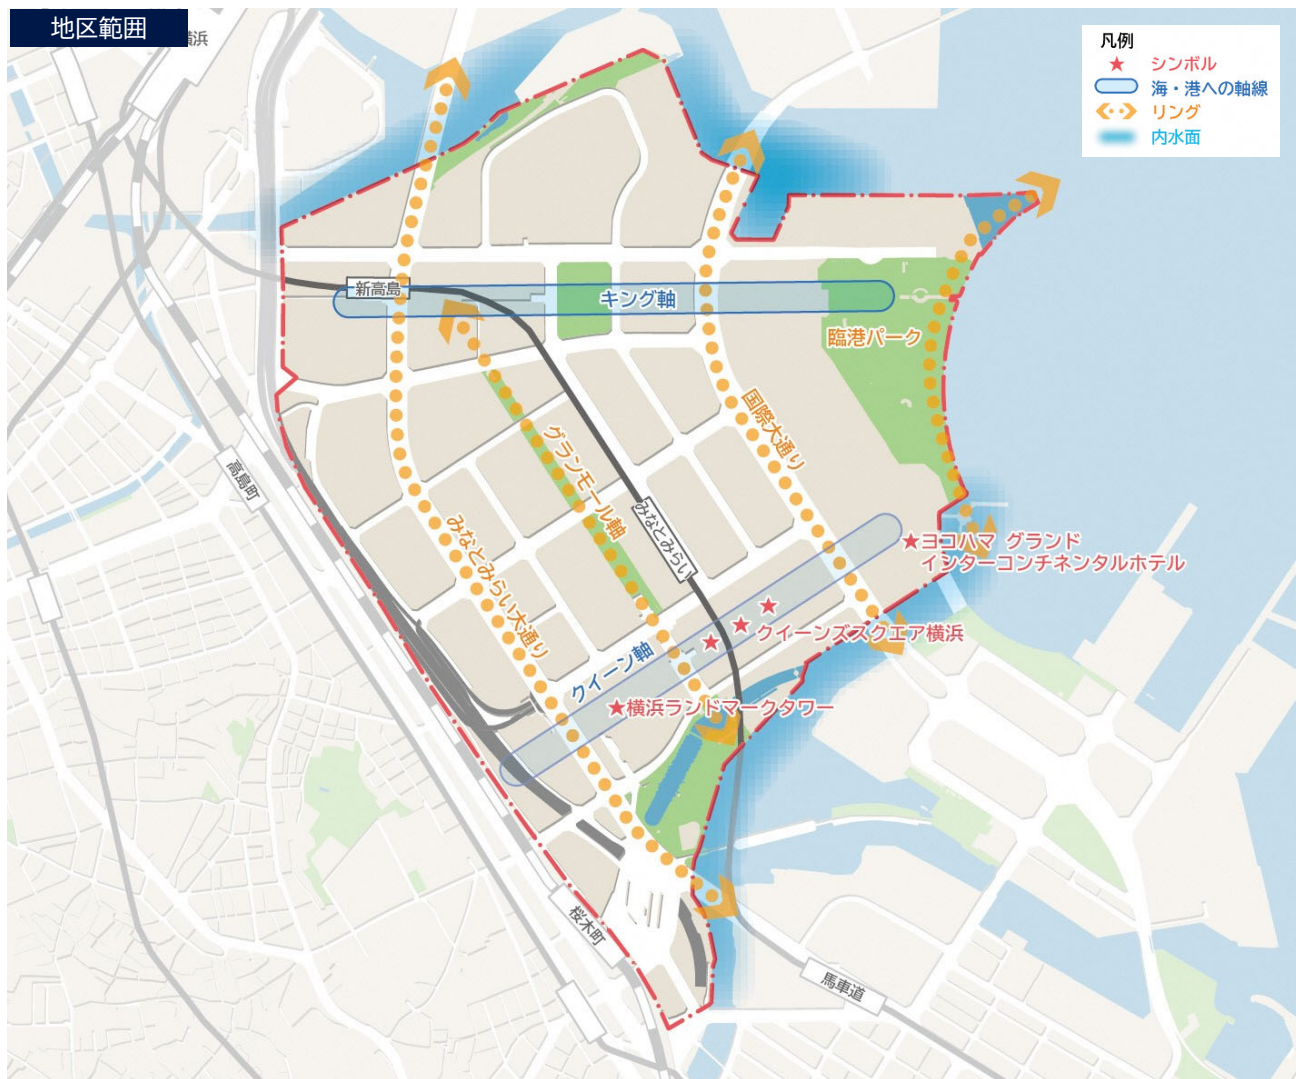 地区範囲
横浜
凡例
シンボル
海・港への軸線
リング
内水面
新高島
キング軸
臨港パーク
国際大通り
グランモール軸
高島町
みなとみらい
みなとみらい大通り
ヨコハマ グランド
インターコンチネンタルホテル
クイーンズスクエア横浜
クイーン軸
横浜ランドマークタワー
桜木町
馬車道